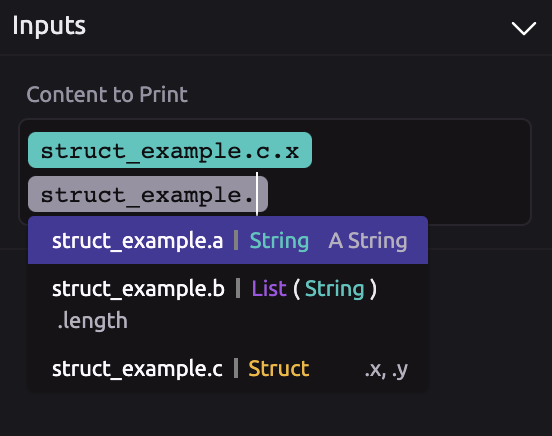 Inputs
Content to Print
struct_example.c.x
struct_example.
struct_example.a | String A String
struct_example.b | List (String)
.length
struct_example.c | Struct .x, .y